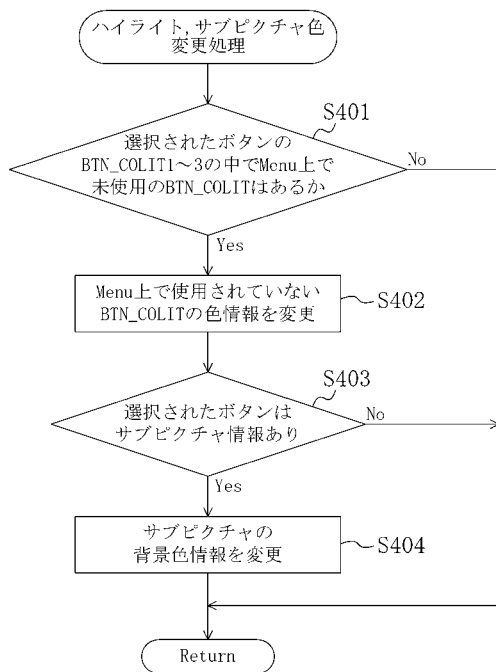 ハイライト,サブピクチャ色
変更処理
S401
選択されたボタンの
BTN_COLIT1～3の中でMenu上で
未使用のBTN_COLITはあるか
No
Yes
Menu上で使用されていない
BTN_COLITの色情報を変更
S402
S403
選択されたボタンは
サブピクチャ情報あり
No
Yes
サブピクチャの
背景色情報を変更
S404
Return